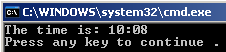 C:\WINDOWS\system32\cmd.exe
The time is: 10:08
Press any key to continue .